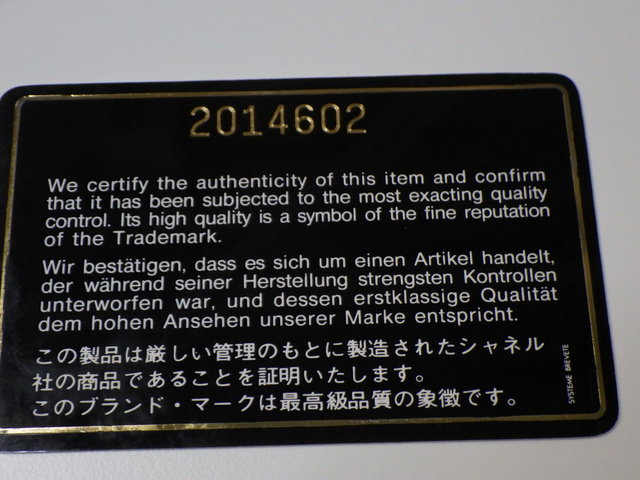 2014602
We certify the authenticity of this item and confirm
that it has been subjected to the most exacting quality
control. Its high quality is a symbol of the fine reputation
of the Trademark.
Wir bestätigen, dass es sich um einen Artikel handelt,
der während seiner Herstellung strengsten Kontrollen
unterworfen war, und dessen erstklassige Qualität
dem hohen Ansehen unserer Marke entspricht.
この製品は厳しい管理のもとに製造されたシャネル
社の商品であることを証明いたします。
このブランド・マークは最高級品質の象徴です。
SYSTEME BREVETE